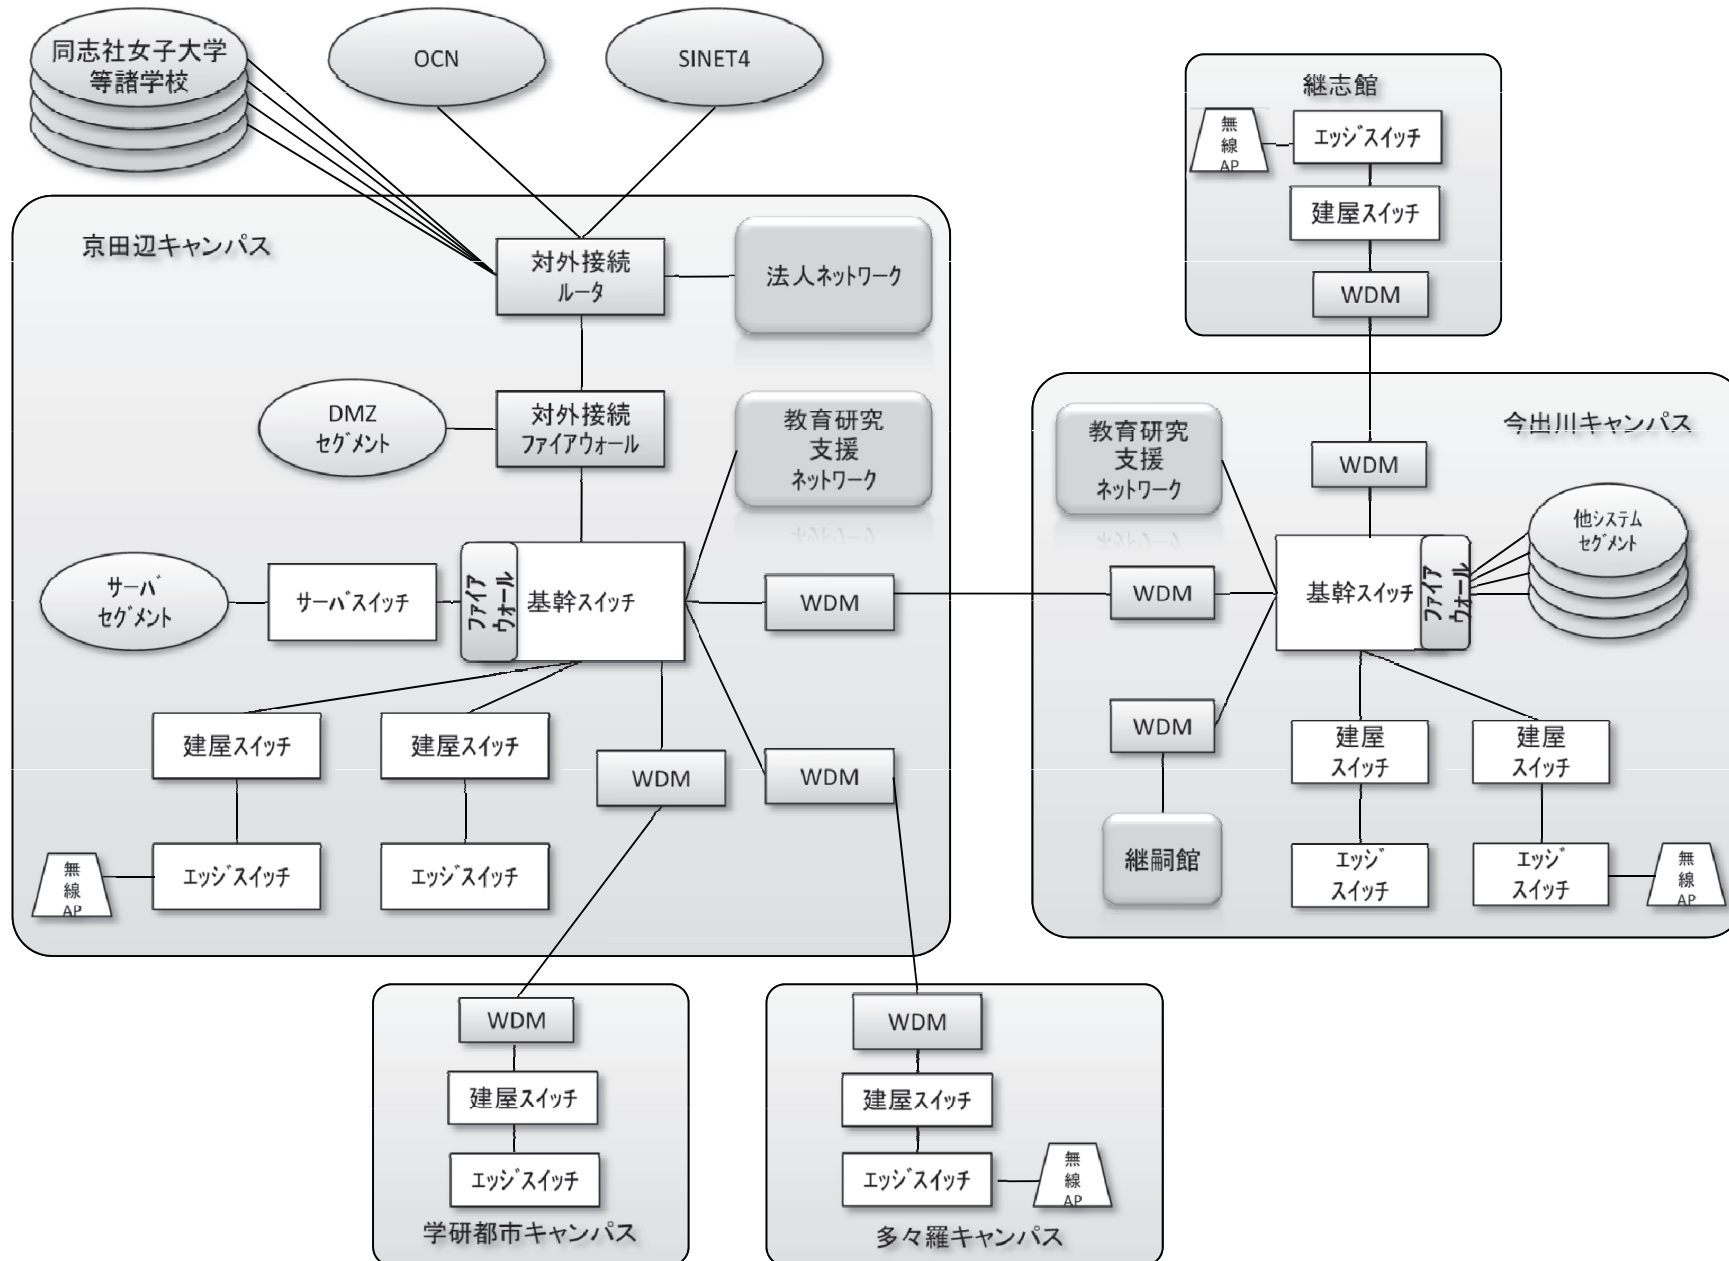 同志社女子大学
等諸学校
OCN
SINET4
京田辺キャンパス
対外接続
ルータ
法人ネットワーク
DMZ
セグメント
対外接続
ファイアウォール
教育研究
支援
ネットワーク
サーバ
セグメント
サーバスイッチ
ファイア
ウォール
基幹スイッチ
WDM
建屋スイッチ
建屋スイッチ
WDM
WDM
無
線
AP
エッジスイッチ
エッジスイッチ
継志館
無
線
AP
エッジスイッチ
建屋スイッチ
WDM
今出川キャンパス
教育研究
支援
ネットワーク
WDM
他システム
セグメント
WDM
基幹スイッチ
ファイア
ウォール
WDM
建屋
スイッチ
建屋
スイッチ
継嗣館
エッジ
スイッチ
エッジ
スイッチ
無
線
AP
WDM
建屋スイッチ
エッジスイッチ
学研都市キャンパス
WDM
建屋スイッチ
エッジスイッチ
無
線
AP
多々羅キャンパス